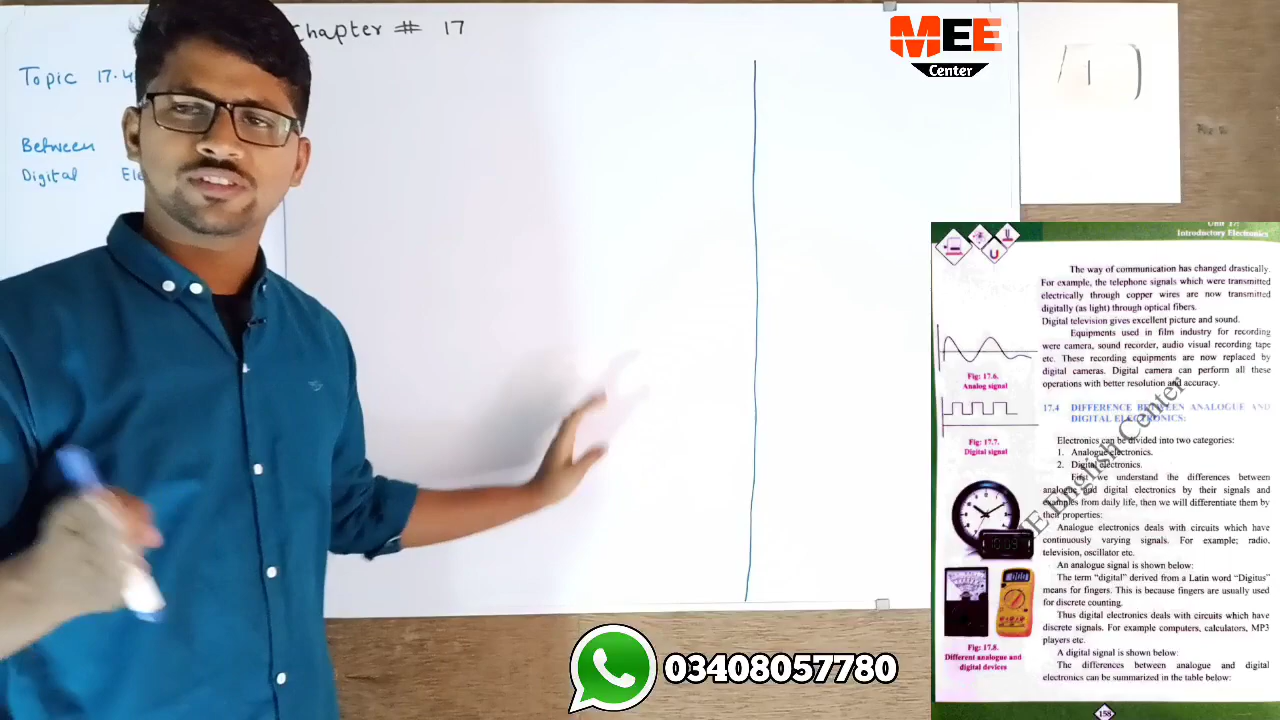 Chapter # 17
Topic 17.4
Between
Digital Ele
MEE
Center
03408057780
Unit 17:
Introductory Electronics
The way of communication has changed drastically.
For example, the telephone signals which were transmitted
electrically through copper wires are now transmitted
digitally (as light) through optical fibers.
Digital television gives excellent picture and sound.
Equipments used in film industry for recording
were camera, sound recorder, audio visual recording tape
etc. These recording equipments are now replaced by
digital cameras. Digital camera can perform all these
operations with better resolution and accuracy.
Fig: 17.6.
Analog signal
17.4 DIFFERENCE BETWEEN ANALOGUE AND
DIGITAL ELECTRONICS:
Fig: 17.7.
Digital signal
Electronics can be divided into two categories:
1. Analogue electronics.
2. Digital electronics.
First we understand the differences between
analogue and digital electronics by their signals and
examples from daily life, then we will differentiate them by
their properties:
Analogue electronics deals with circuits which have
continuously varying signals. For example; radio,
television, oscillator etc.
An analogue signal is shown below:
The term “digital” derived from a Latin word “Digitus”
means for fingers. This is because fingers are usually used
for discrete counting.
Thus digital electronics deals with circuits which have
discrete signals. For example computers, calculators, MP3
players etc.
A digital signal is shown below:
The differences between analogue and digital
electronics can be summarized in the table below:
Fig: 17.8.
Different analogue and
digital devices
158
English Center